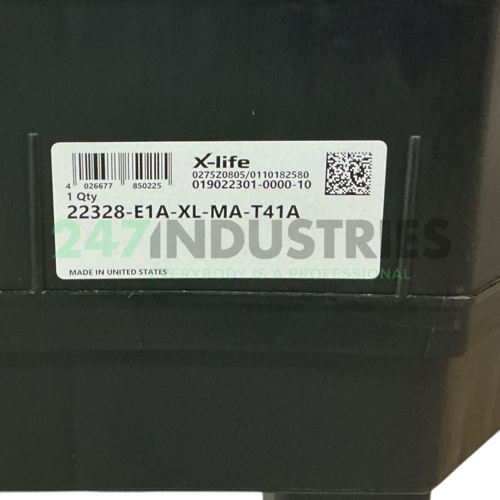 X-life
0275Z0805/0110182580
019022301-0000-10
4 026677 850225
1 Qty
22328-E1A-XL-MA-T41A
247INDUSTRIES
EVERYBODY IS A PROFESSIONAL
MADE IN UNITED STATES